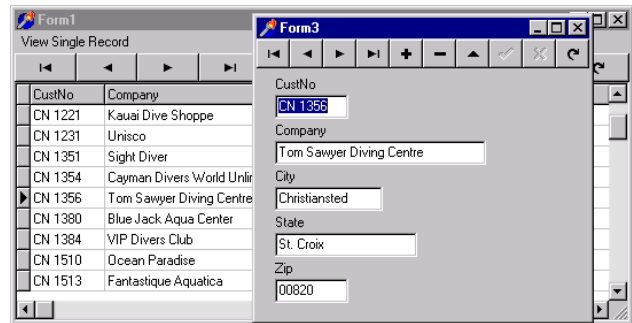 Form1
View Single Record
CustNo Company
CN 1221 Kauai Dive Shoppe
CN 1231 Unisco
CN 1351 Sight Diver
CN 1354 Cayman Divers World Unlir
CN 1356 Tom Sawyer Diving Centre
CN 1380 Blue Jack Aqua Center
CN 1384 VIP Divers Club
CN 1510 Ocean Paradise
CN 1513 Fantastique Aquatica
Form3
CustNo
CN 1356
Company
Tom Sawyer Diving Centre
City
Christiansted
State
St. Croix
Zip
00820